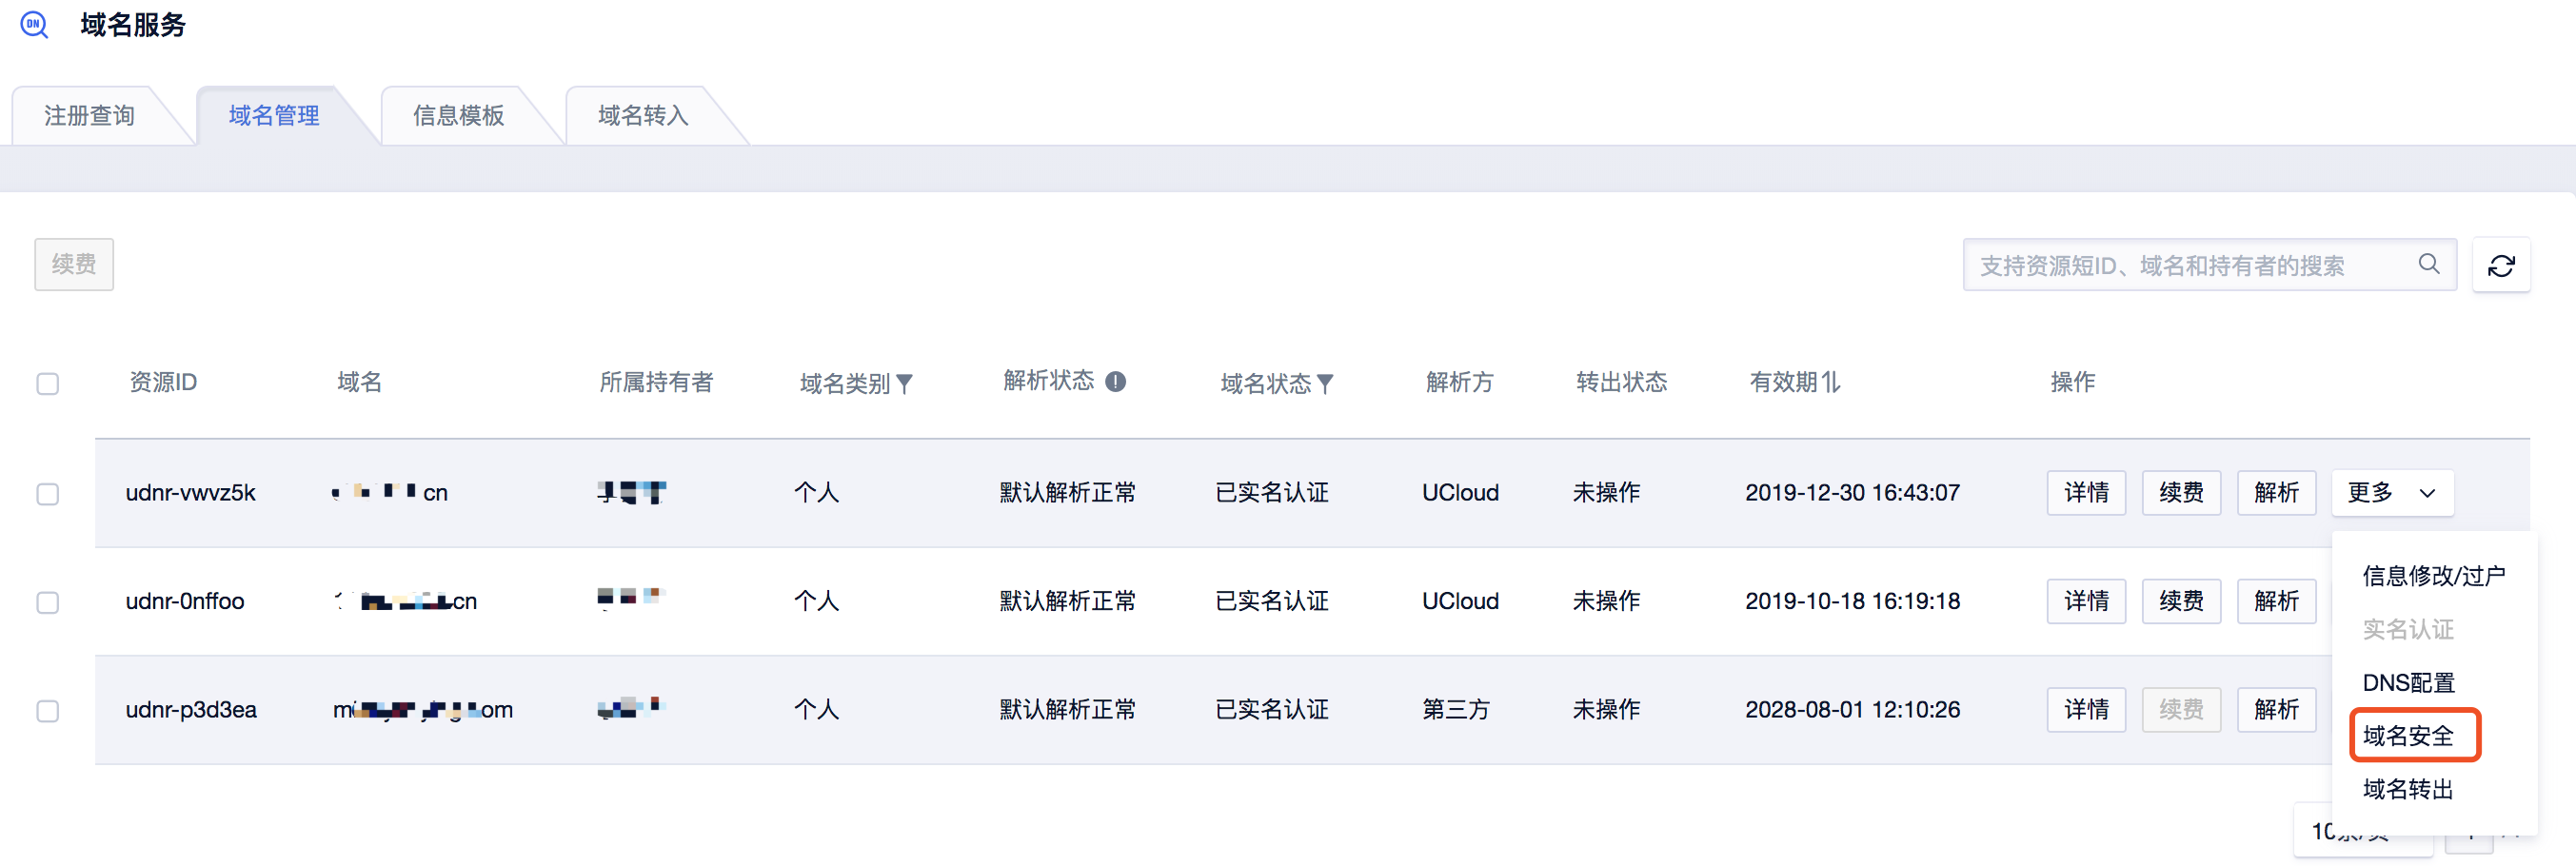 DN 域名服务
注册查询 域名管理 信息模板 域名转入
续费 支持资源短ID、域名和持有者的搜索
资源ID 域名 所属持有者 域名类别 解析状态 域名状态 解析方 转出状态 有效期 操作
udnr-vwvz5k cn 个人 默认解析正常 已实名认证 UCloud 未操作 2019-12-30 16:43:07 详情 续费 解析 更多
信息修改/过户
udnr-0nffoo cn 个人 默认解析正常 已实名认证 UCloud 未操作 2019-10-18 16:19:18 详情 续费 解析
实名认证
DNS配置
udnr-p3d3ea om 个人 默认解析正常 已实名认证 第三方 未操作 2028-08-01 12:10:26 详情 续费 解析
域名安全
域名转出